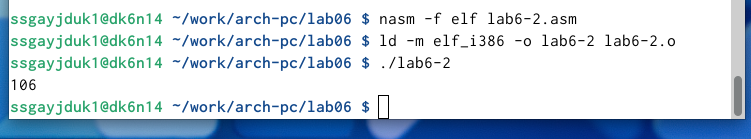 ssgayjduk1@dk6n14 ~/work/arch-pc/lab06 $ nasm -f elf lab6-2.asm
ssgayjduk1@dk6n14 ~/work/arch-pc/lab06 $ ld -m elf_i386 -o lab6-2 lab6-2.o
ssgayjduk1@dk6n14 ~/work/arch-pc/lab06 $ ./lab6-2
106
ssgayjduk1@dk6n14 ~/work/arch-pc/lab06 $